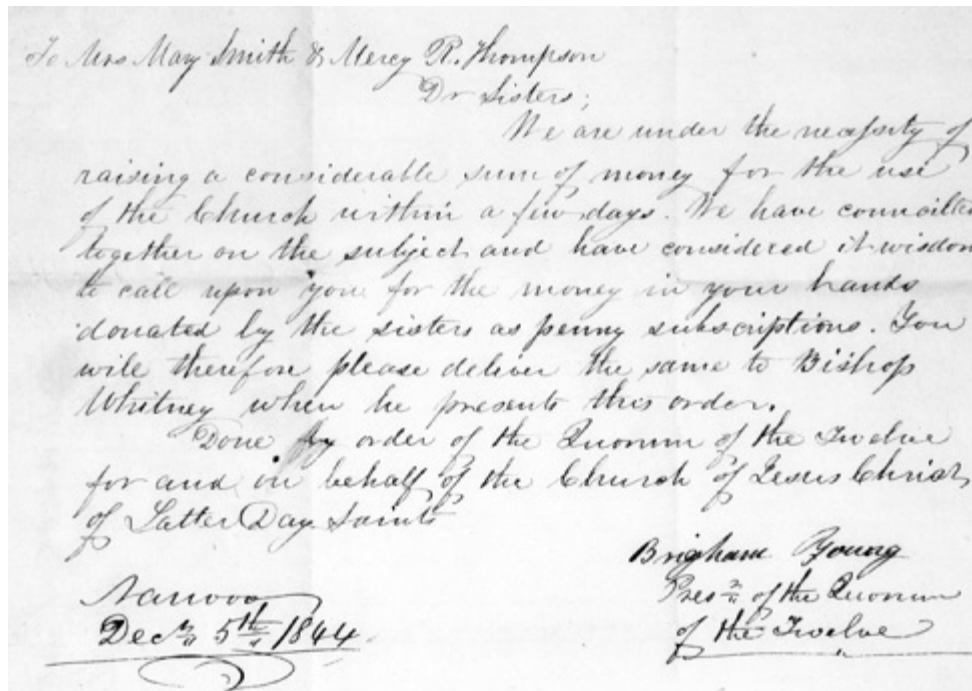 To Mrs Mary Smith & Mercy R. Thompson
Dr Sisters;
We are under the necessity of
raising a considerable sum of money for the use
of the Church within a few days. We have councilled
together on the subject and have considered it wisdom
to call upon you for the money in your hands
donated by the sisters as penny subscriptions. You
will therefore please deliver the same to Bishop
Whitney when he presents this order.
Done by order of the Quorum of the Twelve
for and in behalf of the Church of Jesus Christ
of Latter Day Saints
Brigham Young
Nauvoo
Presnt of the Quorum
Decr 5th 1844
of the Twelve